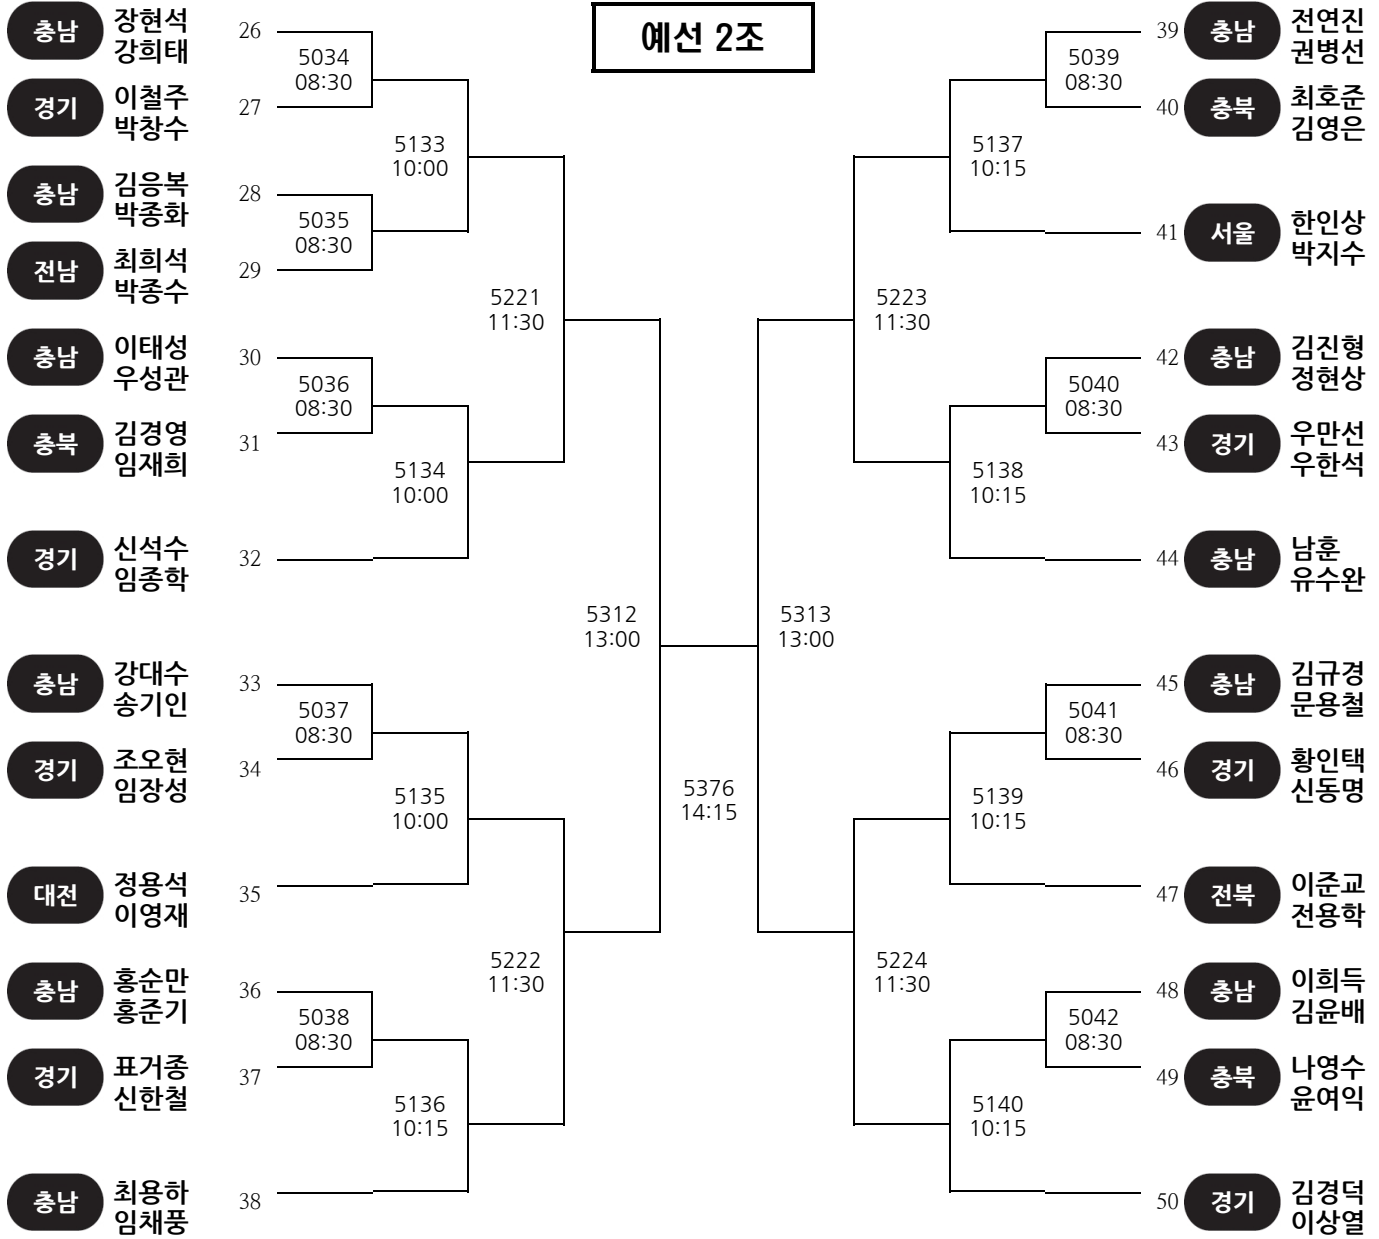 예선 2조
충남
장현석
강희태
26
5034
08:30
경기
이철주
박창수
27
5133
10:00
충남
김응복
박종화
28
5035
08:30
전남
최희석
박종수
29
5221
11:30
충남
이태성
우성관
30
5036
08:30
충북
김경영
임재희
31
5134
10:00
경기
신석수
임종학
32
5312
13:00
충남
강대수
송기인
33
5037
08:30
경기
조오현
임장성
34
5135
10:00
대전
정용석
이영재
35
5222
11:30
충남
홍순만
홍준기
36
5038
08:30
경기
표거종
신한철
37
5136
10:15
충남
최용하
임채풍
38
5376
14:15
39
충남
전연진
권병선
5039
08:30
40
충북
최호준
김영은
5137
10:15
41
서울
한인상
박지수
5223
11:30
42
충남
김진형
정현상
5040
08:30
43
경기
우만선
우한석
5138
10:15
44
충남
남훈
유수완
5313
13:00
45
충남
김규경
문용철
5041
08:30
46
경기
황인택
신동명
5139
10:15
47
전북
이준교
전용학
5224
11:30
48
충남
이희득
김윤배
5042
08:30
49
충북
나영수
윤여익
5140
10:15
50
경기
김경덕
이상열